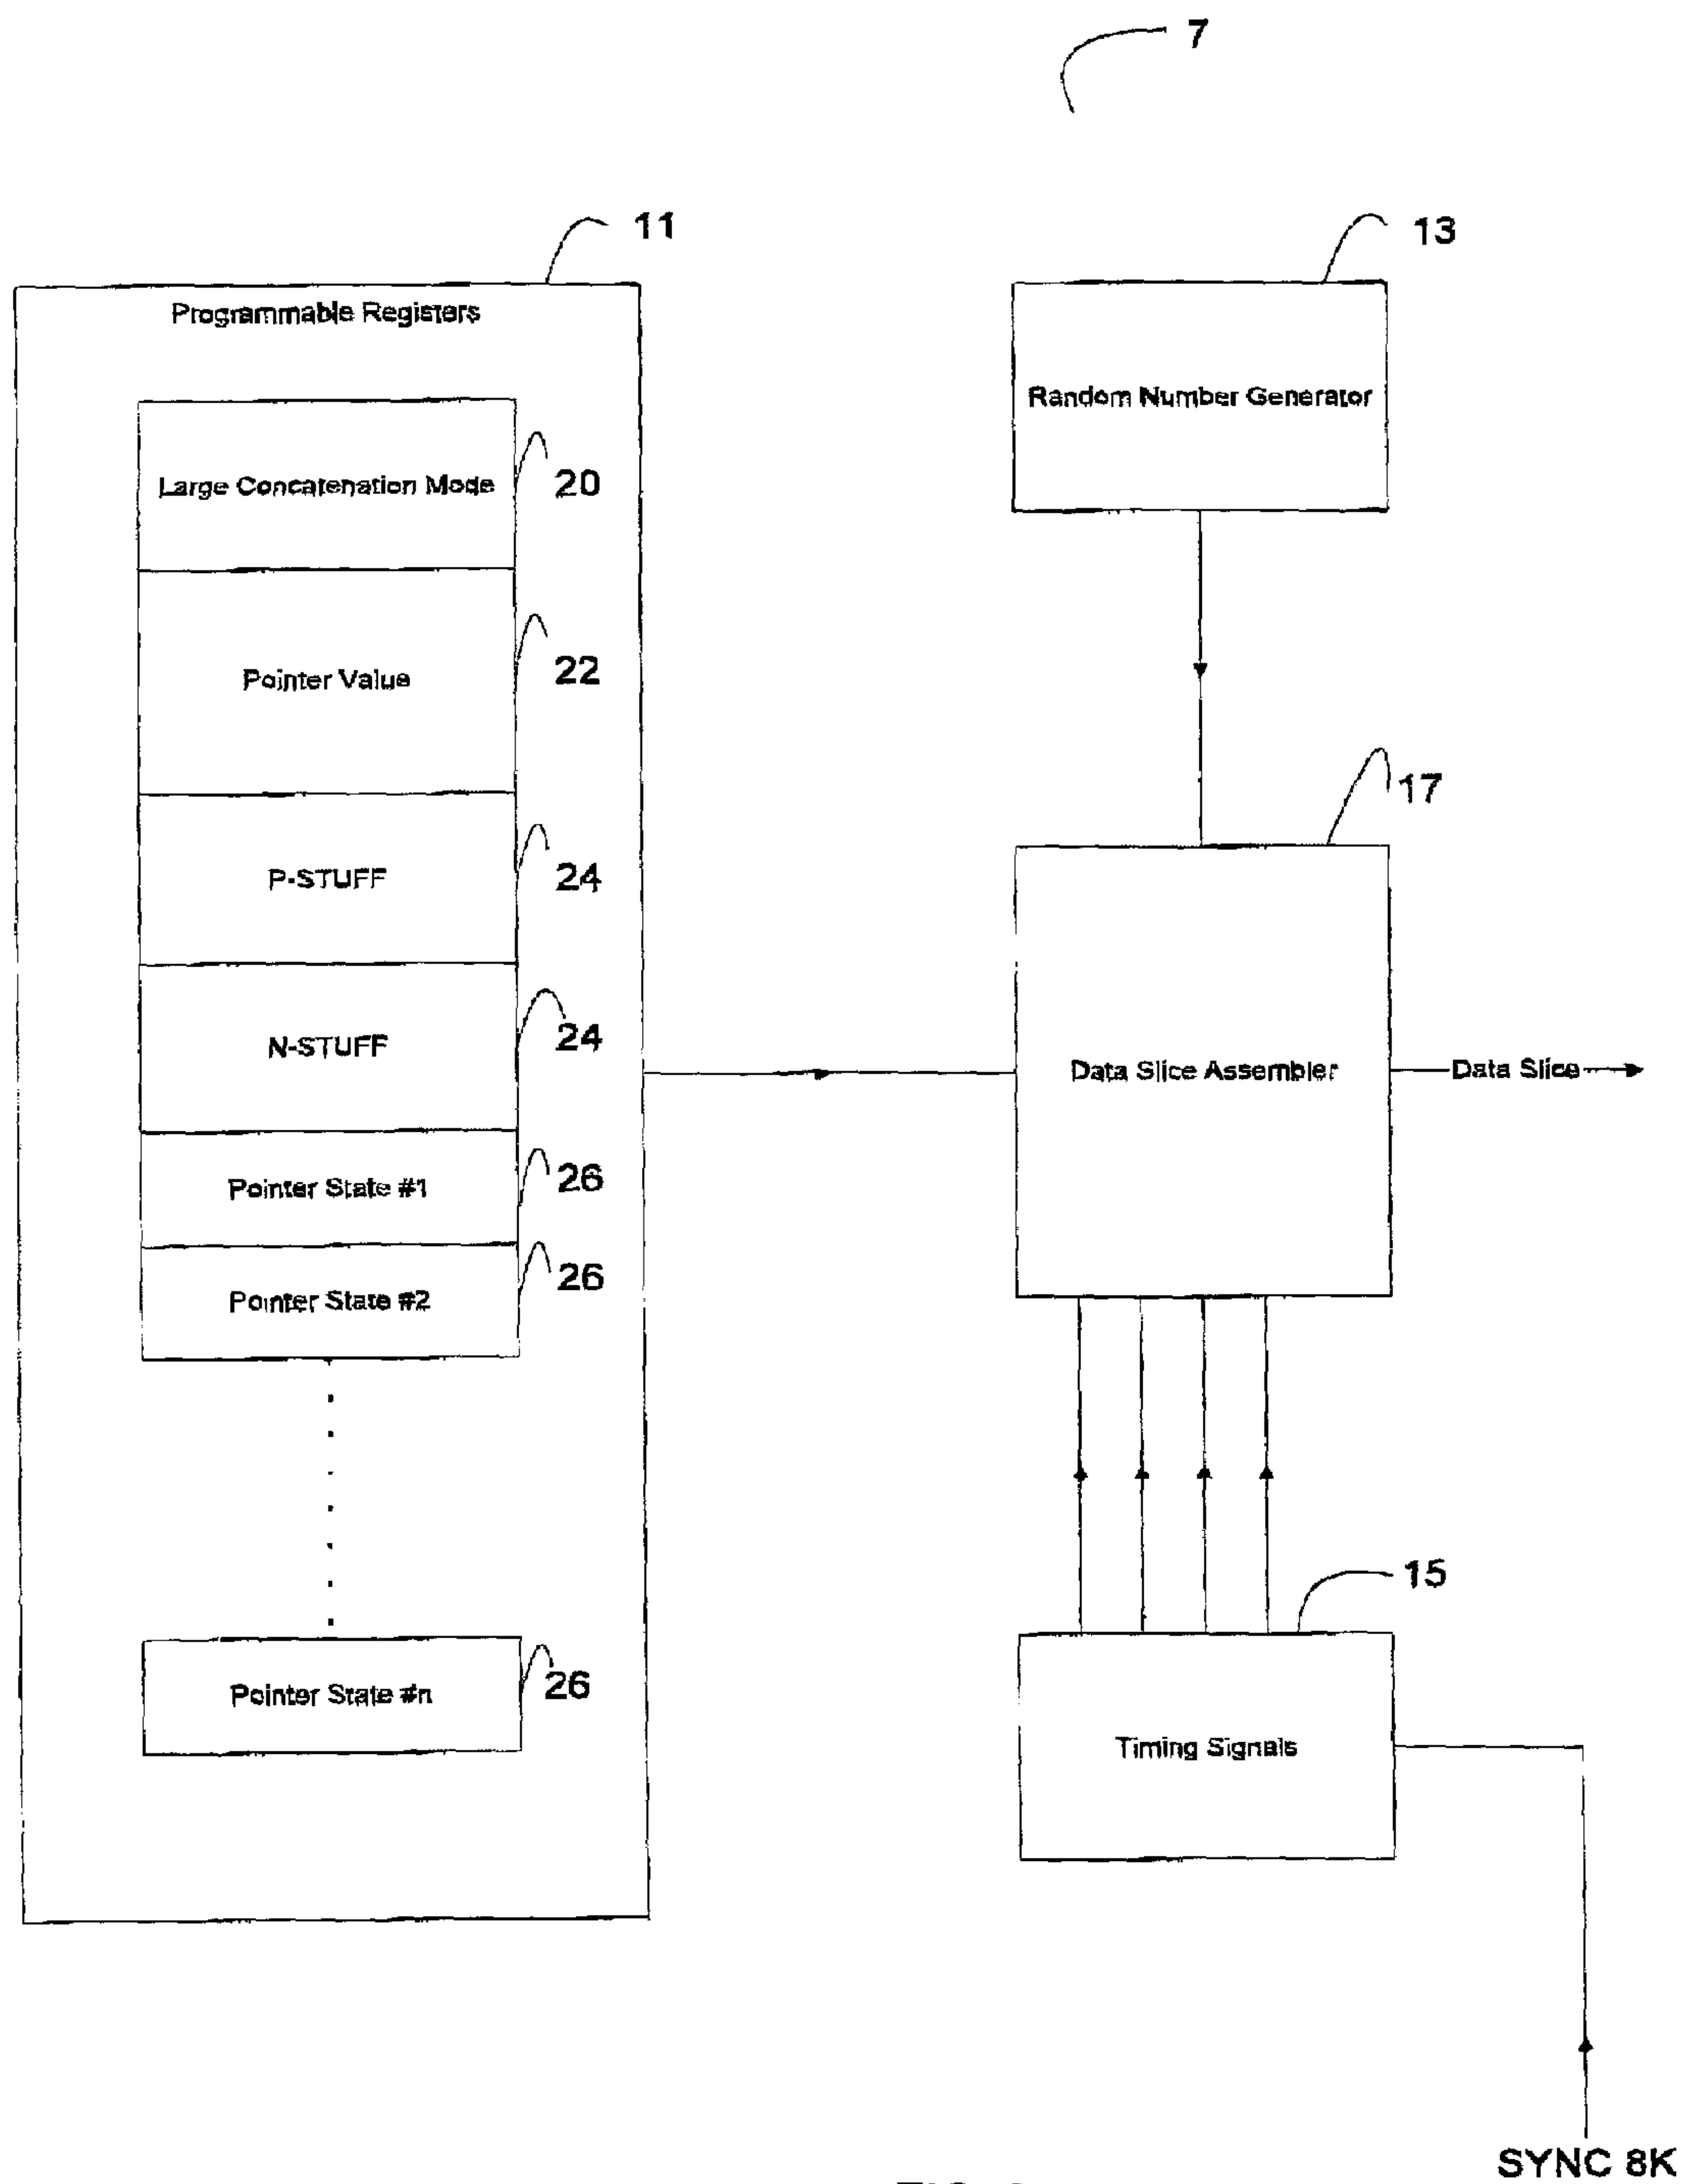 7
11
Programmable Registers
Large Concatenation Mode
20
Pointer Value
22
P-STUFF
24
N-STUFF
24
Pointer State #1
26
Pointer State #2
26
Pointer State #n
26
13
Random Number Generator
17
Data Slice Assembler
Data Slice
15
Timing Signals
SYNC 8K